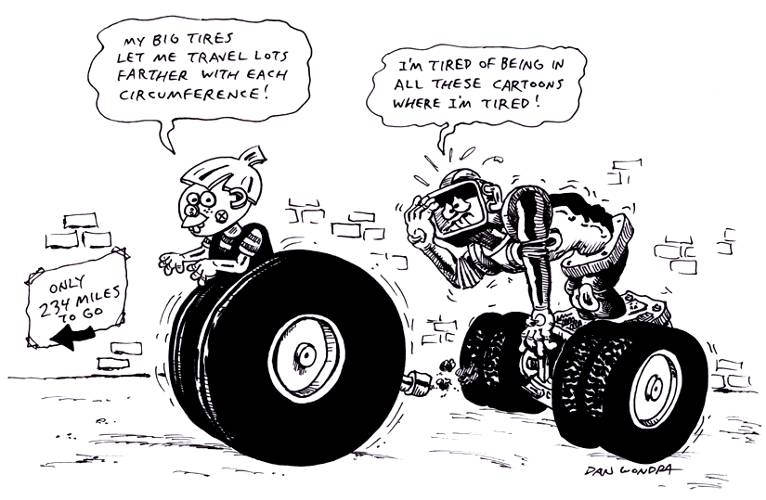 MY BIG TIRES
LET ME TRAVEL LOTS
FARTHER WITH EACH
CIRCUMFERENCE!
I'M TIRED OF BEING IN
ALL THESE CARTOONS
WHERE I'M TIRED!
ONLY
234 MILES
TO GO
DAN WONDRA